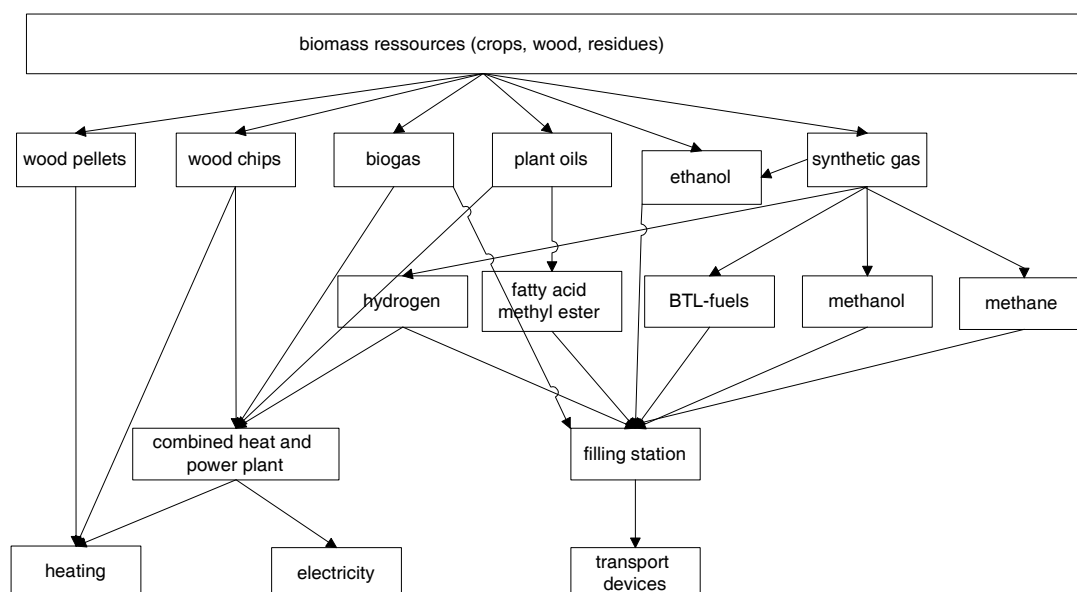 biomass ressources (crops, wood, residues)
wood pellets
wood chips
biogas
plant oils
ethanol
synthetic gas
hydrogen
fatty acid
methyl ester
BTL-fuels
methanol
methane
combined heat and
power plant
filling station
heating
electricity
transport
devices